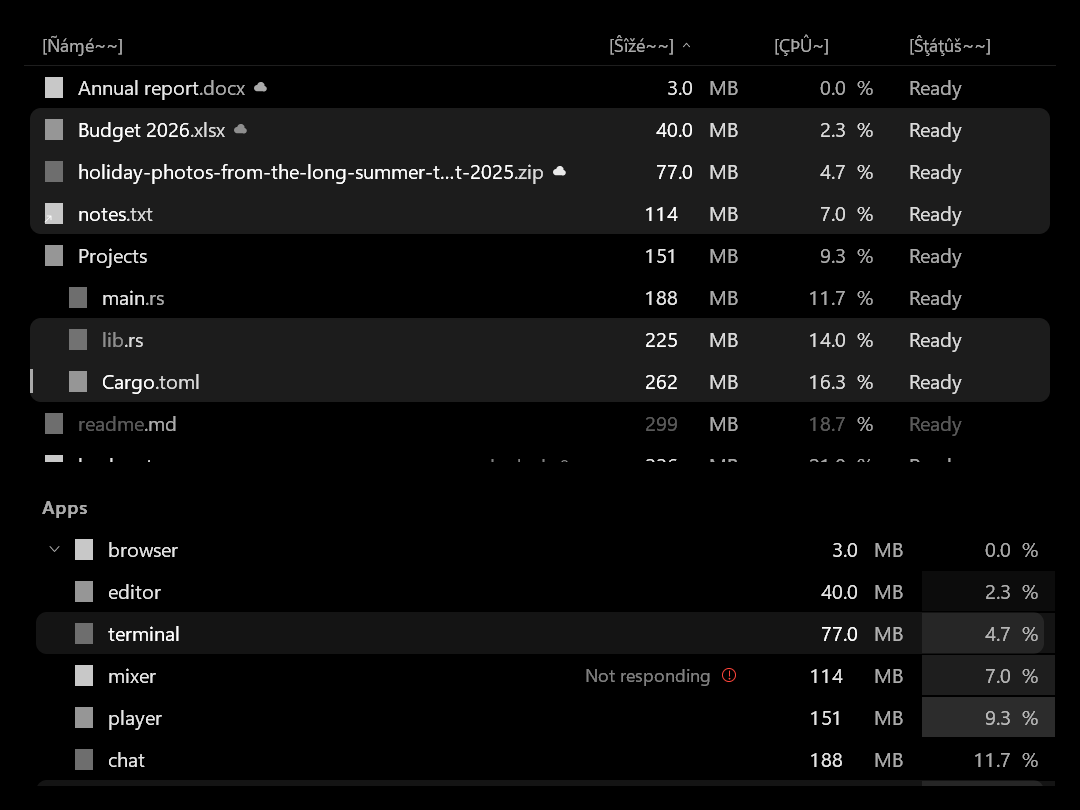 [Ñáɱé~~] [Ŝîžé~~] [ÇÞÛ~] [Ŝţáţûš~~]
Annual report.docx 3.0 MB 0.0 %  Ready
Budget 2026.xlsx 40.0 MB 2.3 % Ready
holiday-photos-from-the-long-summer-t…t-2025.zip 77.0 MB 4.7 % Ready
notes.txt 114 MB 7.0 % Ready
Projects 151 MB 9.3 % Ready
main.rs 188 MB 11.7 % Ready
lib.rs 225 MB 14.0 % Ready
Cargo.toml 262 MB 16.3 % Ready
readme.md 299 MB 18.7 % Ready
Apps
browser 3.0 MB 0.0 %
editor 40.0 MB 2.3 %
terminal 77.0 MB 4.7 %
mixer Not responding 114 MB 7.0 %
player 151 MB 9.3 %
chat 188 MB 11.7 %